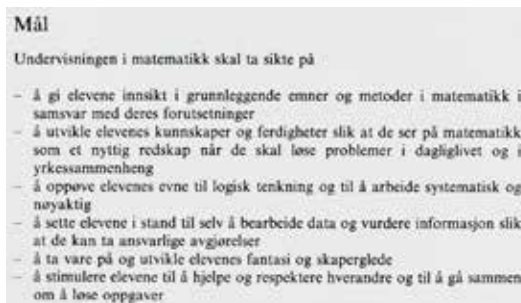 Mål
Undervisningen i matematikk skal ta sikte på
– å gi elevene innsikt i grunnleggende emner og metoder i matematikk i
samsvar med deres forutsetninger
– å utvikle elevenes kunnskaper og ferdigheter slik at de ser på matematikk
som et nyttig redskap når de skal løse problemer i dagliglivet og i
yrkessammenheng
– å oppøve elevenes evne til logisk tenkning og til å arbeide systematisk og
nøyaktig
– å sette elevene i stand til selv å bearbeide data og vurdere informasjon slik
at de kan ta ansvarlige avgjørelser
– å ta vare på og utvikle elevenes fantasi og skaperglede
– å stimulere elevene til å hjelpe og respektere hverandre og til å gå sammen
om å løse oppgaver